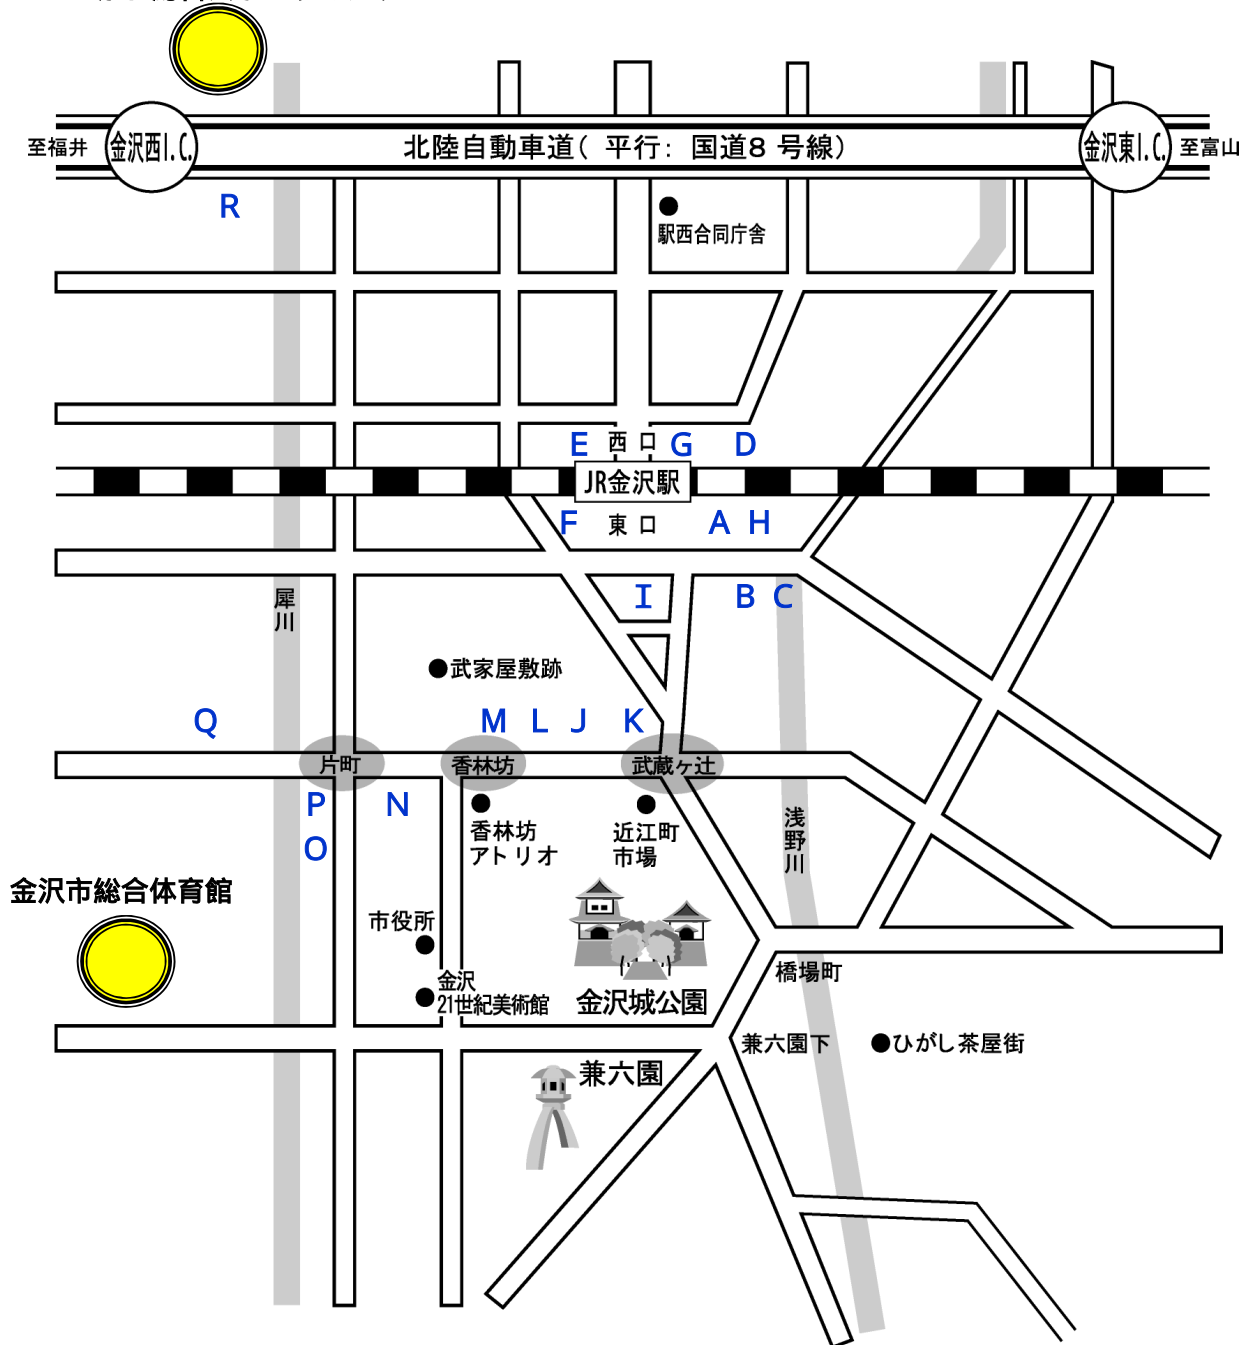 至福井
金沢西I.C.
北陸自動車道( 平行: 国道8 号線)
金沢東I.C.
至富山
R
駅西合同庁舎
E
西 口
G
D
JR金沢駅
F
東 口
A
H
I
B
C
犀川
武家屋敷跡
Q
M
L
J
K
片町
香林坊
武蔵ヶ辻
P
N
O
香林坊
アトリオ
近江町
市場
浅野川
金沢市総合体育館
市役所
金沢
21世紀美術館
金沢城公園
橋場町
兼六園下
ひがし茶屋街
兼六園